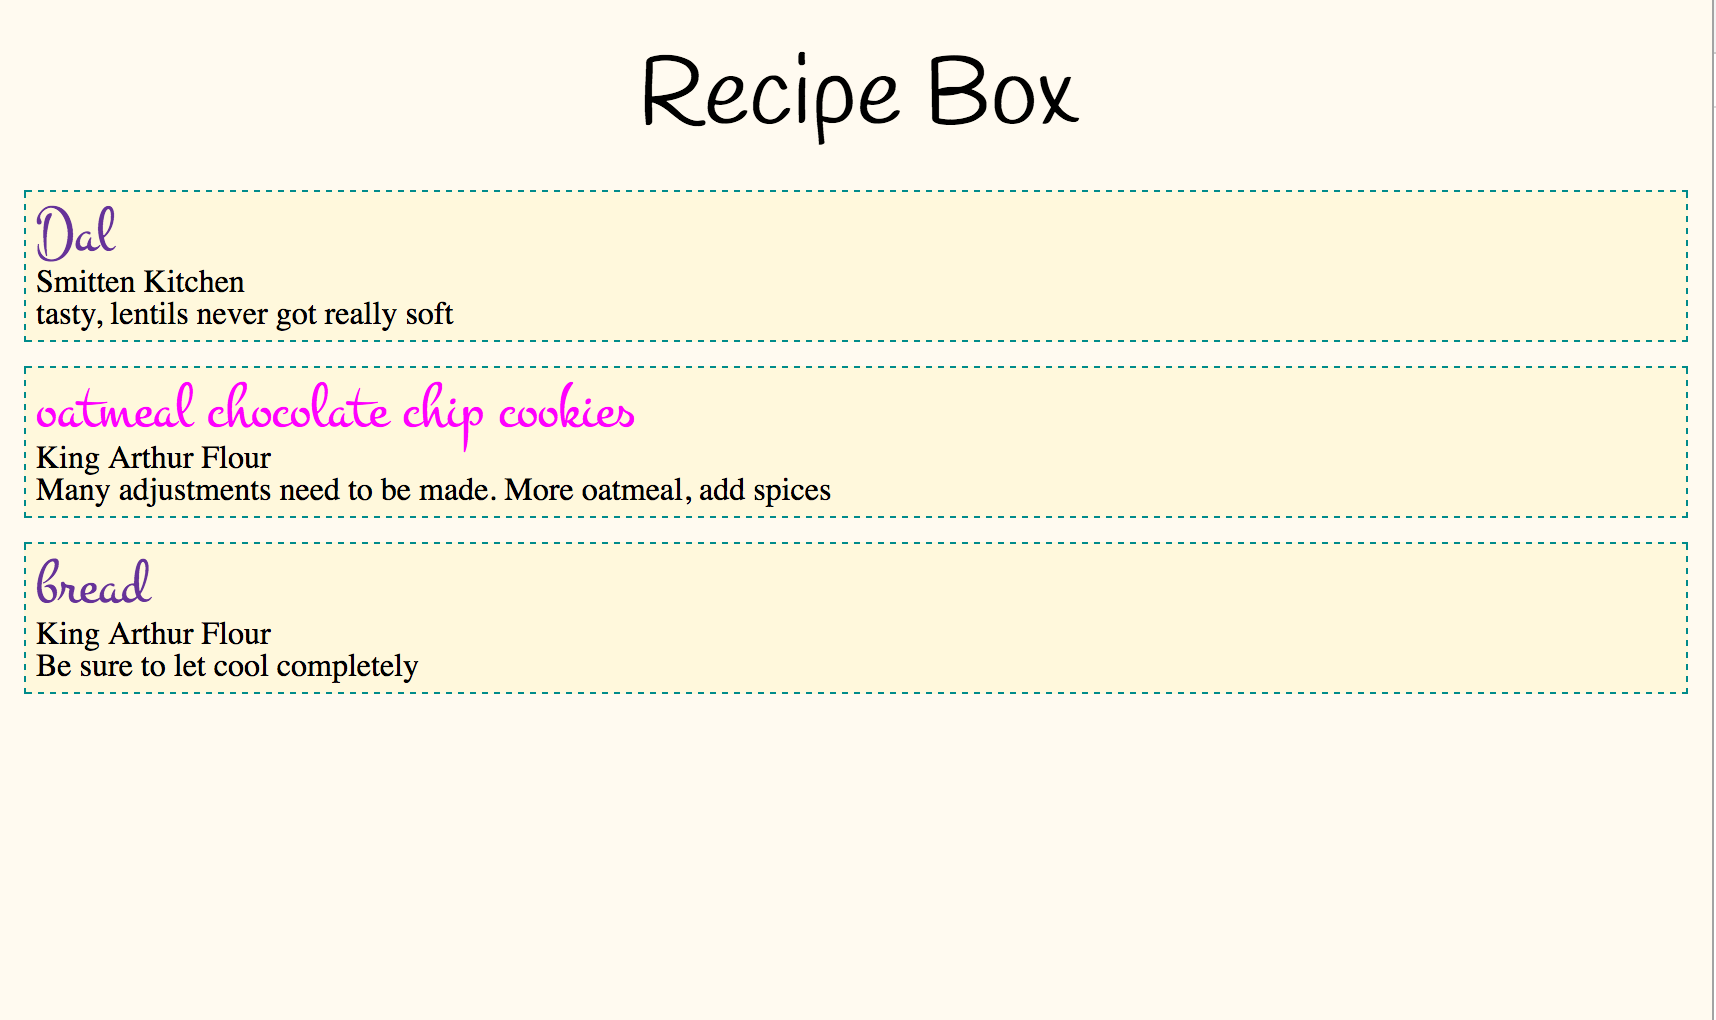 Recipe Box
Dal
Smitten Kitchen
tasty, lentils never got really soft
oatmeal chocolate chip cookies
King Arthur Flour
Many adjustments need to be made. More oatmeal, add spices
bread
King Arthur Flour
Be sure to let cool completely